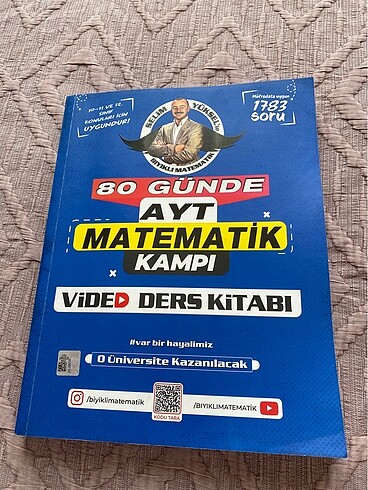 10-11 VE 12.
SINIF
KONULARI İÇİN
UYGUNDUR!
SELİM YÜKSEL'in
BIYIKLI MATEMATİK
Müfredata uygun
1783
soru
80 GÜNDE
AYT
MATEMATİK
KAMPI
VİDEO DERS KİTABI
#var bir hayalimiz
O Üniversite Kazanılacak
/biyiklimatematik
KODU TARA
/BIYIKLIMATEMATİK